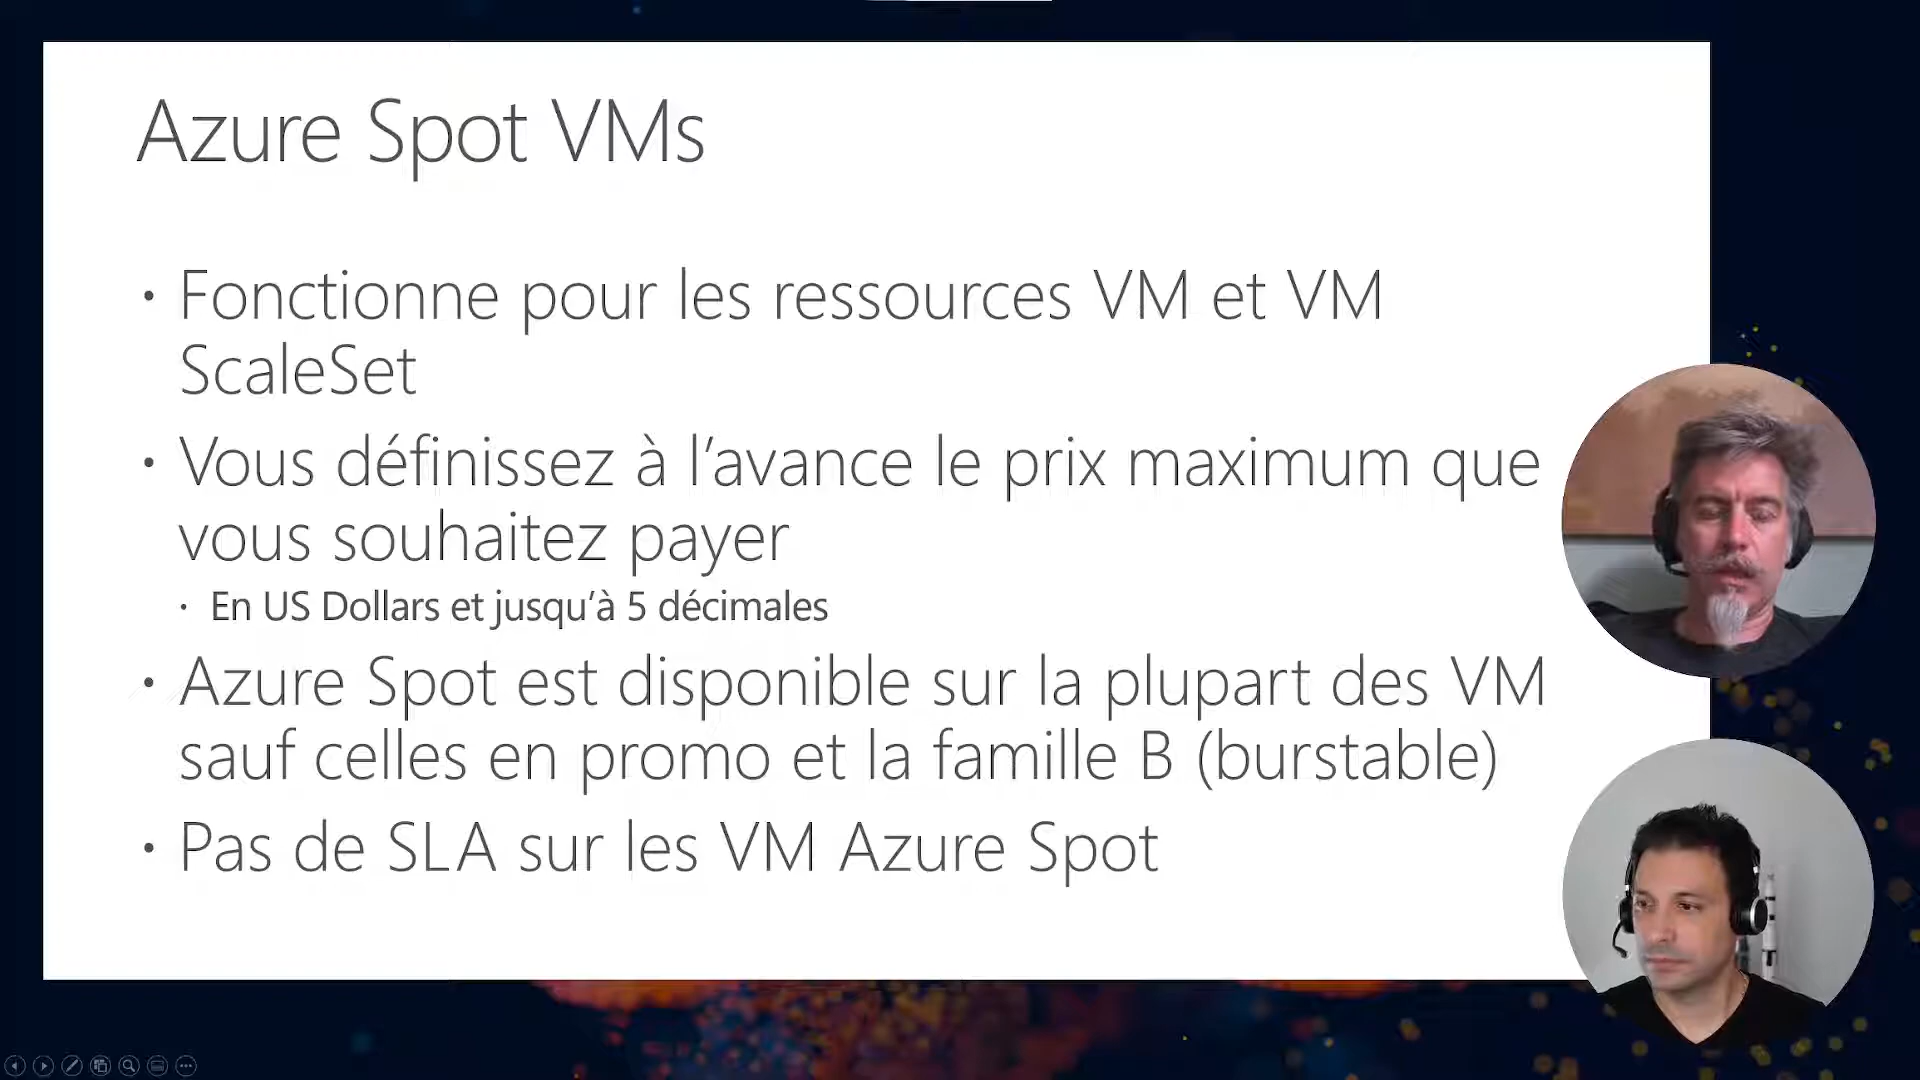 Azure Spot VMs
• Fonctionne pour les ressources VM et VM
ScaleSet
• Vous définissez à l’avance le prix maximum que
vous souhaitez payer
• En US Dollars et jusqu’à 5 décimales
• Azure Spot est disponible sur la plupart des VM
sauf celles en promo et la famille B (burstable)
• Pas de SLA sur les VM Azure Spot